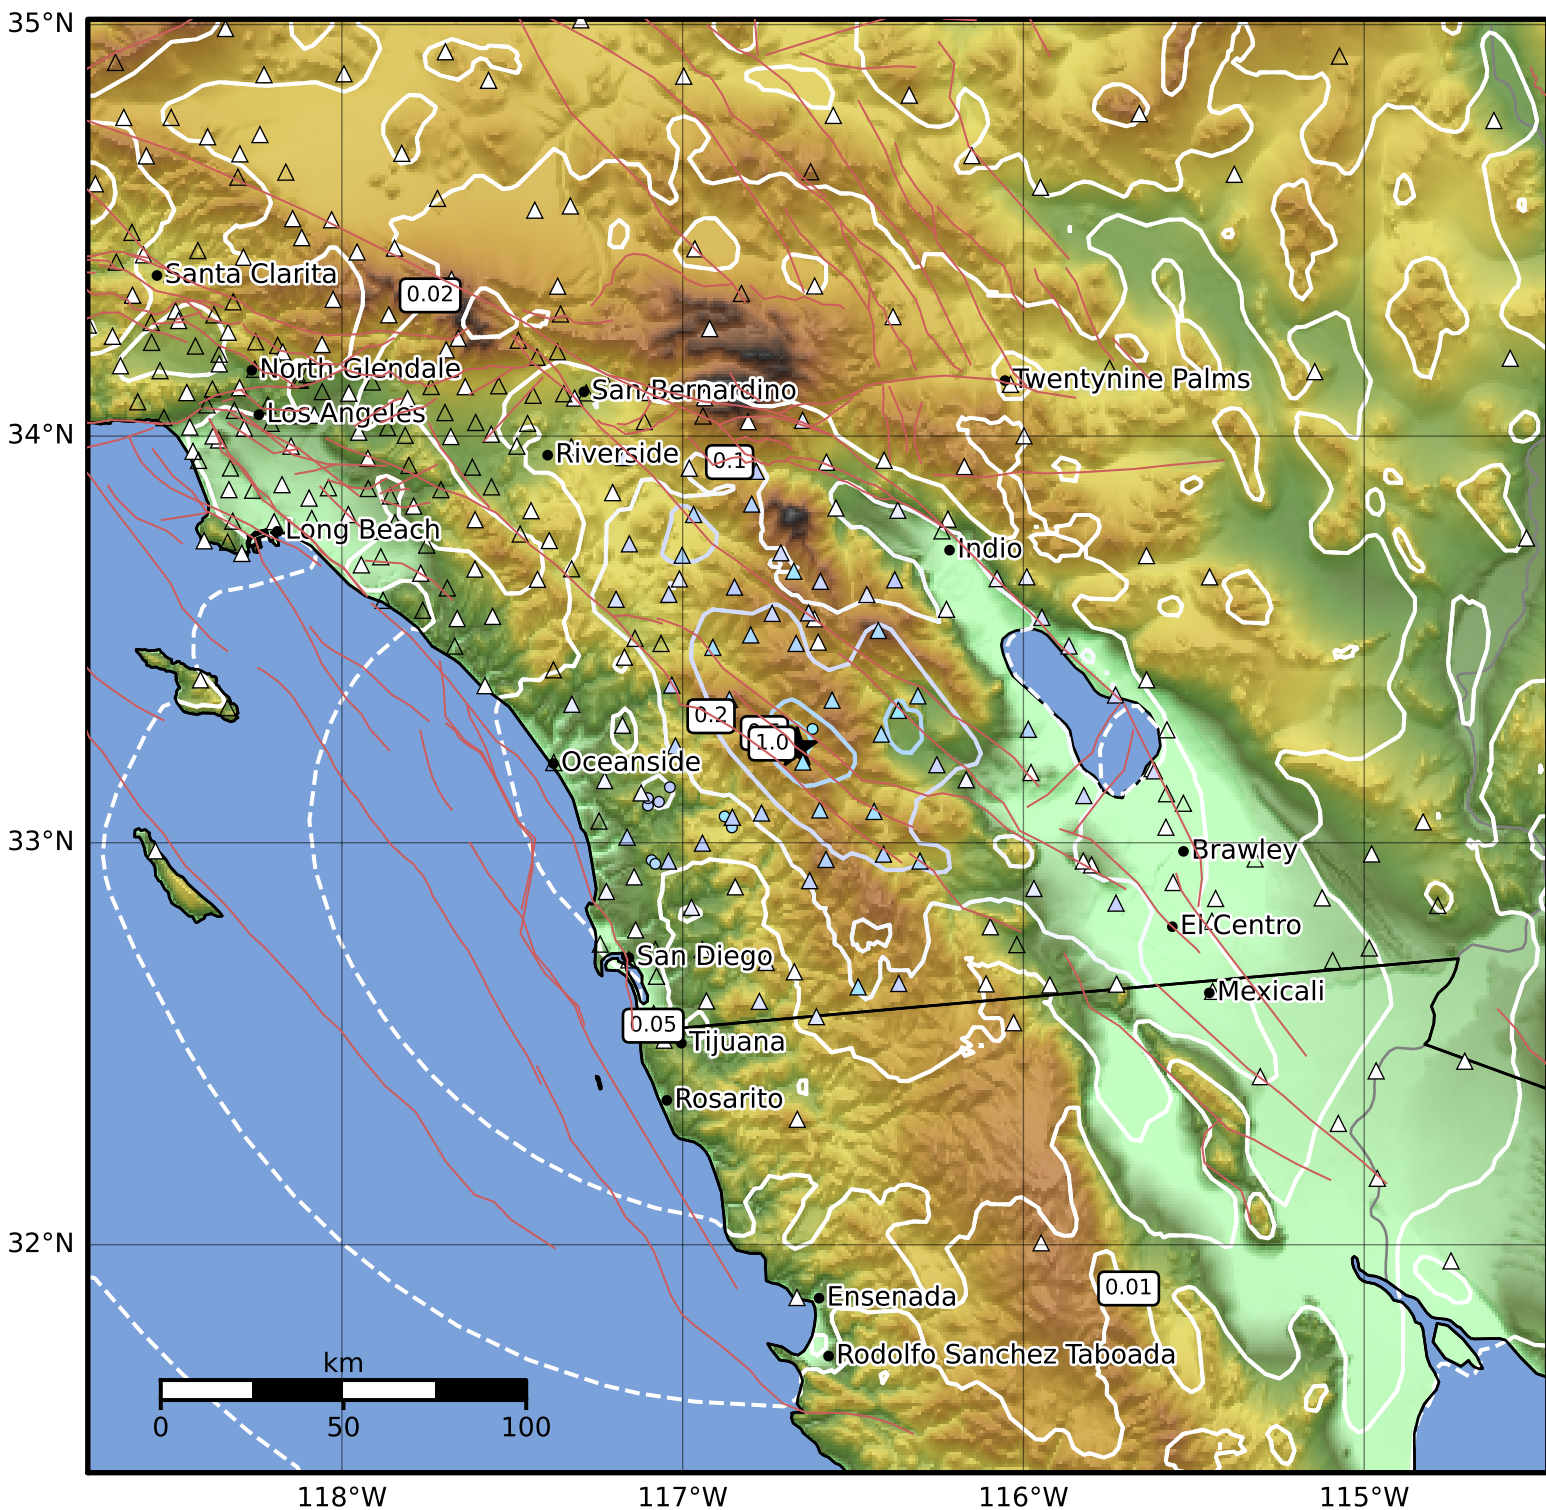 35°N
Santa Clarita
0.02
North Glendale
San Bernardino
Twentynine Palms
Los Angeles
34°N
Riverside
0.1
Long Beach
Indio
0.2
1.0
Oceanside
33°N
Brawley
El Centro
San Diego
Mexicali
0.05
Tijuana
Rosarito
32°N
0.01
Ensenada
Rodolfo Sanchez Taboada
km
0 50 100
118°W 117°W 116°W 115°W